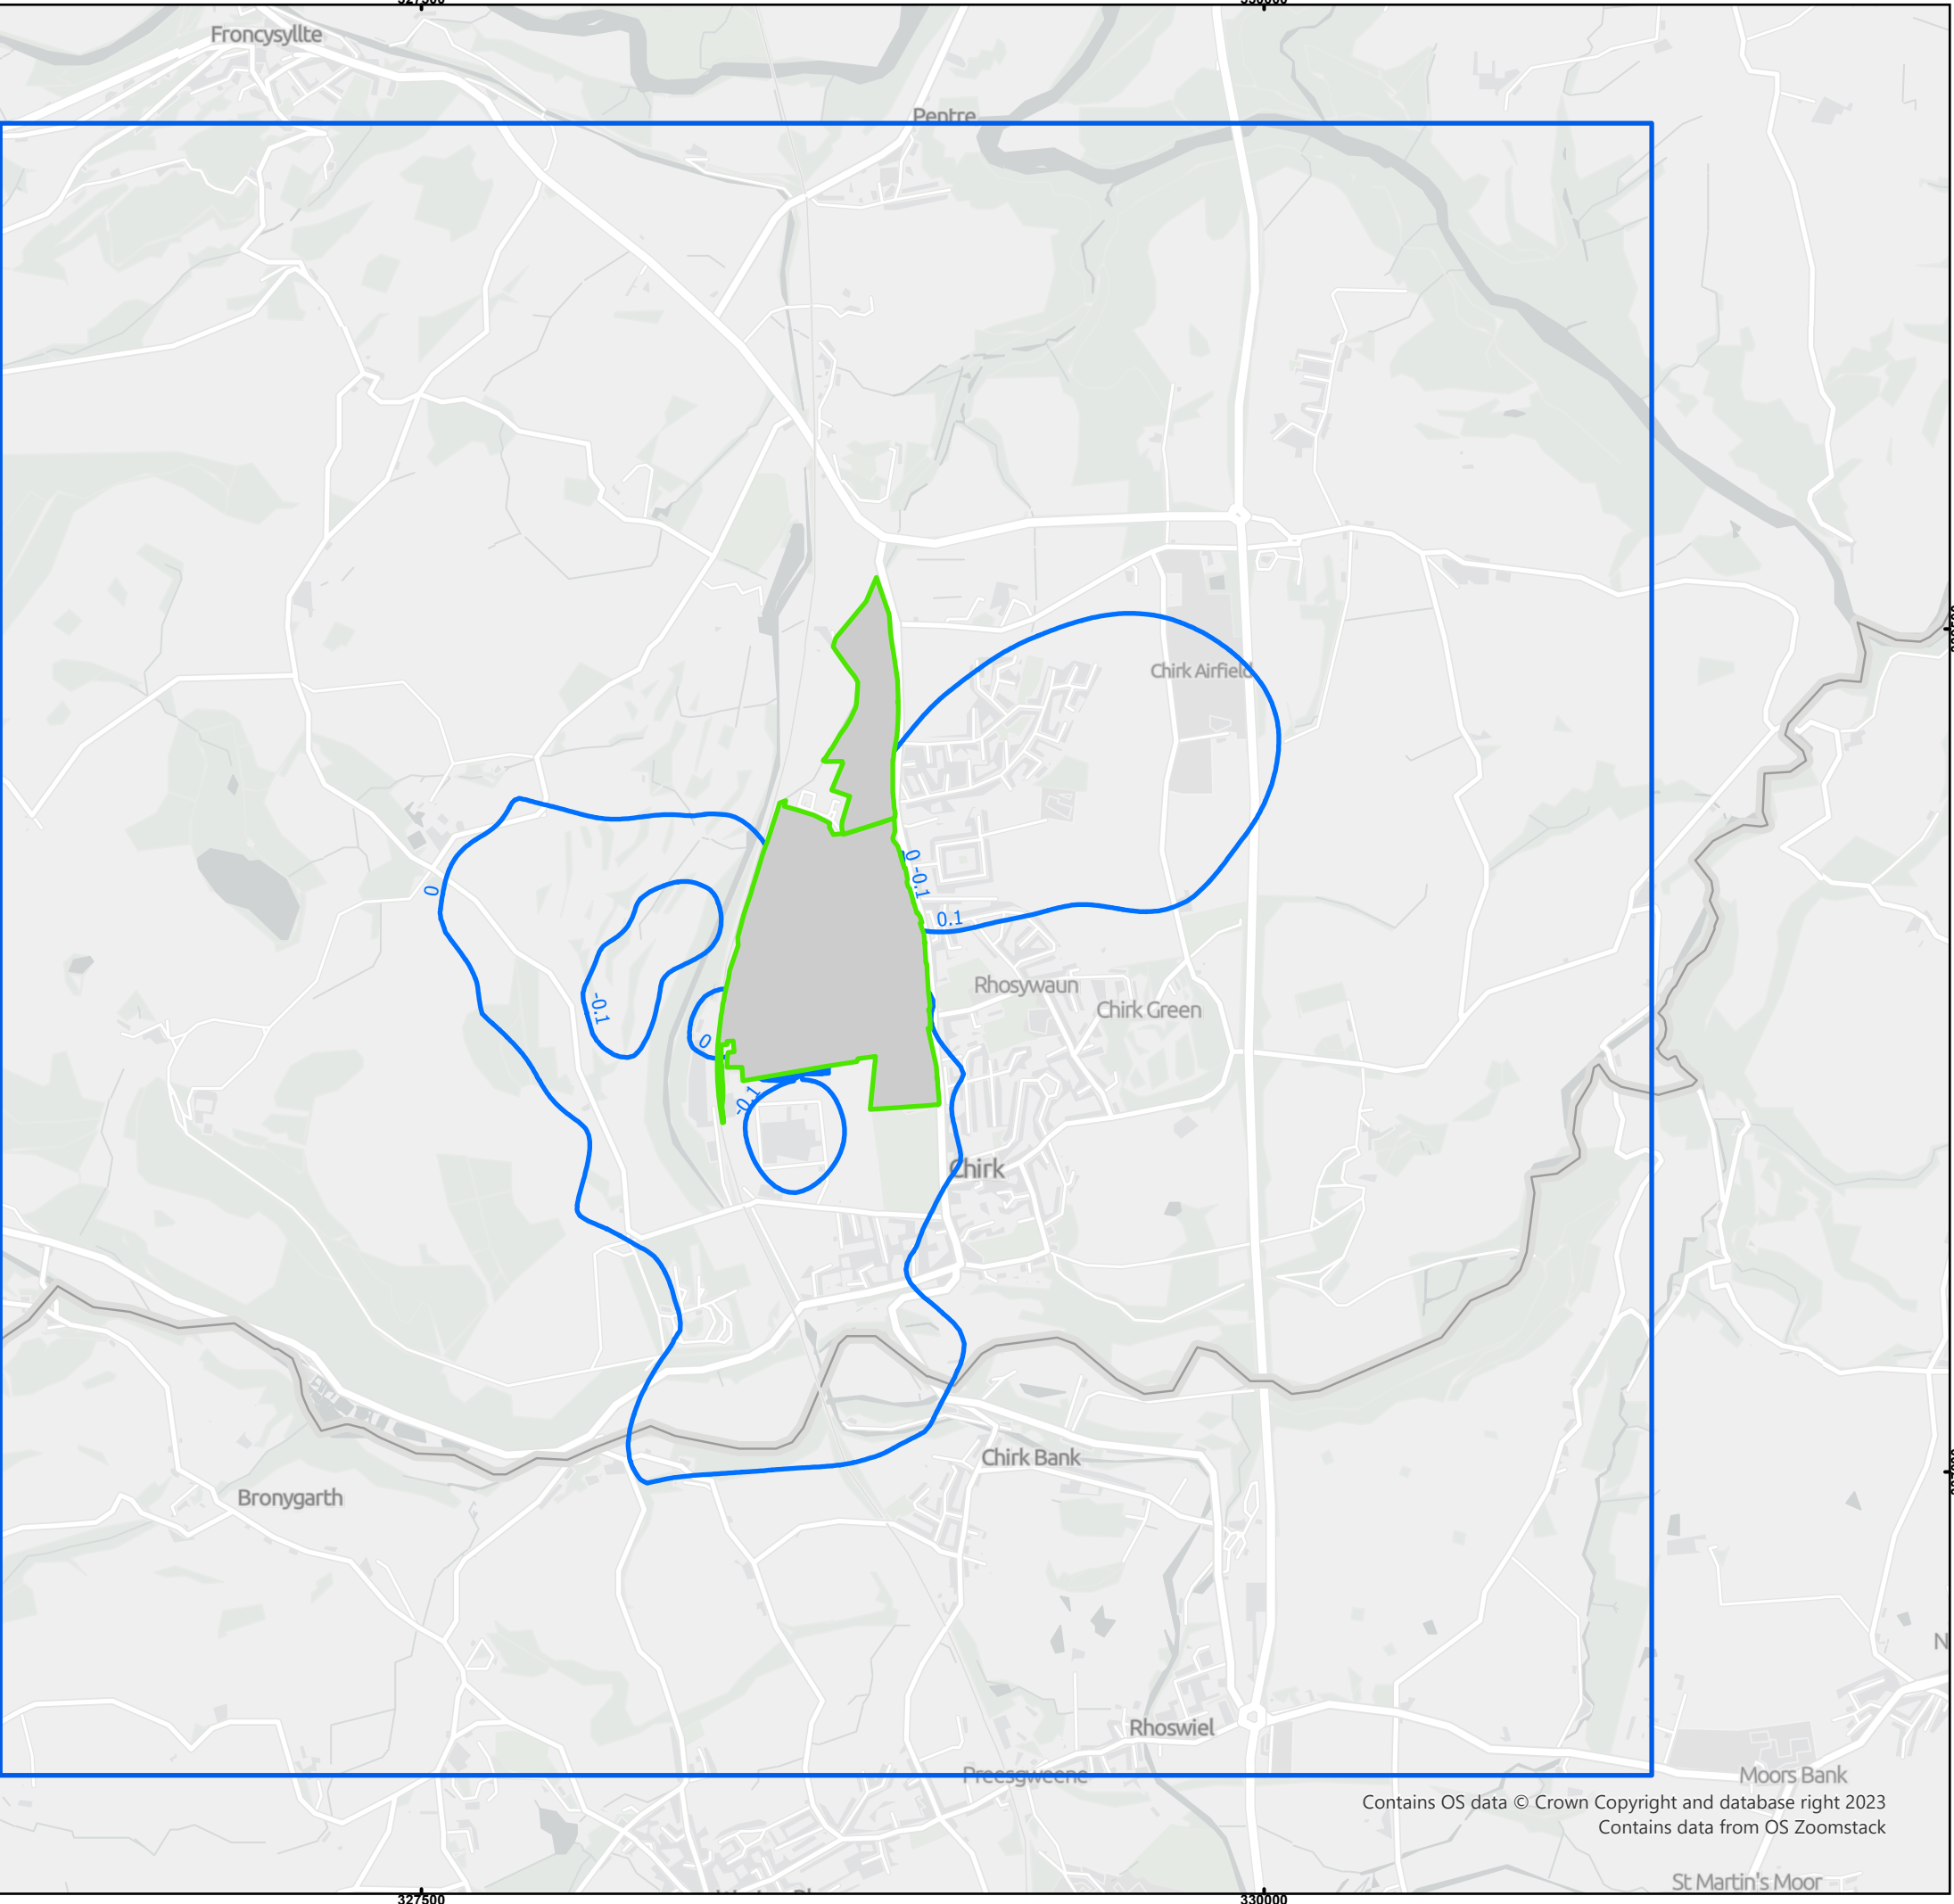 Froncysyllte
Pentre
Chirk Airfield
0
0 -0.1
0.1
-0.1
Rhosywaun
Chirk Green
0
-0.1
Chirk
Chirk Bank
Bronygarth
Rhoswiel
Preesgweene
Moors Bank
Contains OS data © Crown Copyright and database right 2023
Contains data from OS Zoomstack
St Martin's Moor
327500
330000